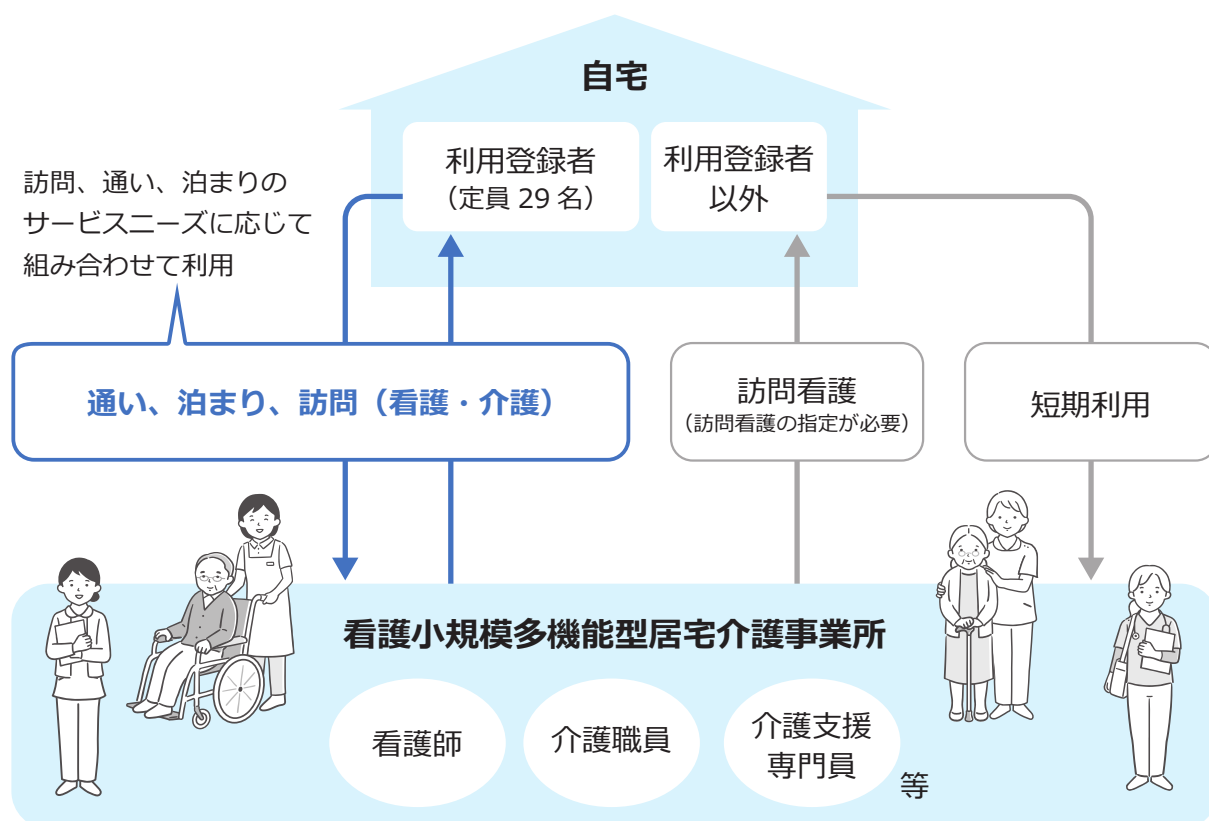 自宅
利用登録者
（定員 29 名）
利用登録者
以外
訪問、通い、泊まりの
サービスニーズに応じて
組み合わせて利用
通い、泊まり、訪問（看護・介護）
訪問看護
（訪問看護の指定が必要）
短期利用
看護小規模多機能型居宅介護事業所
看護師
介護職員
介護支援
専門員
等